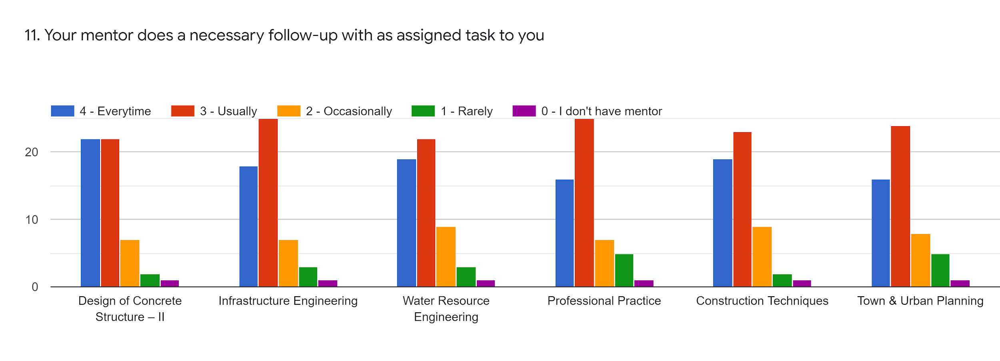 11. Your mentor does a necessary follow-up with as assigned task to you
4 - Everytime 3 - Usually 2 - Occasionally 1 - Rarely 0 - I don't have mentor
20
10
0
Design of Concrete Structure – II
Infrastructure Engineering
Water Resource Engineering
Professional Practice
Construction Techniques
Town & Urban Planning